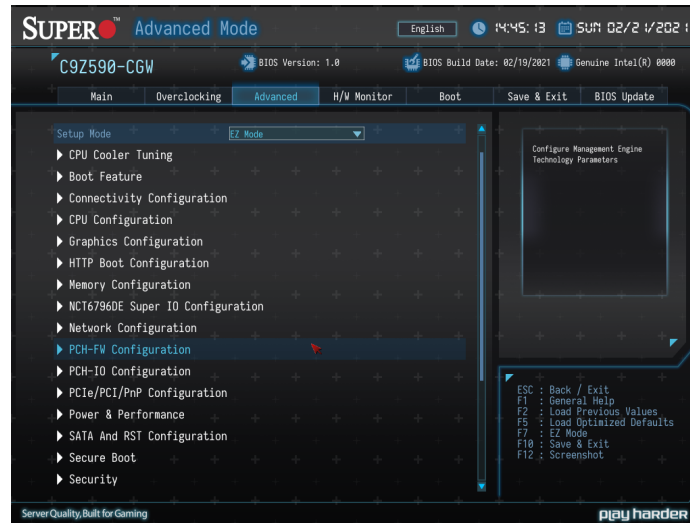 SUPER™ Advanced Mode English 14:45:13 SUN 02/21/202
C9Z590-CGW BIOS Version: 1.0 BIOS Build Date: 02/19/2021 Genuine Intel(R) 0000
Main Overclocking Advanced H/W Monitor Boot Save & Exit BIOS Update
Setup Mode EZ Mode
CPU Cooler Tuning
Boot Feature
Connectivity Configuration
CPU Configuration
Graphics Configuration
HTTP Boot Configuration
Memory Configuration
NCT6796DE Super IO Configuration
Network Configuration
PCH-FW Configuration
PCH-IO Configuration
PCIe/PCI/PnP Configuration
Power & Performance
SATA And RST Configuration
Secure Boot
Security
Configure Management Engine
Technology Parameters
ESC : Back / Exit
F1 : General Help
F2 : Load Previous Values
F5 : Load Optimized Defaults
F7 : EZ Mode
F10 : Save & Exit
F12 : Screenshot
Server Quality, Built for Gaming
play harder